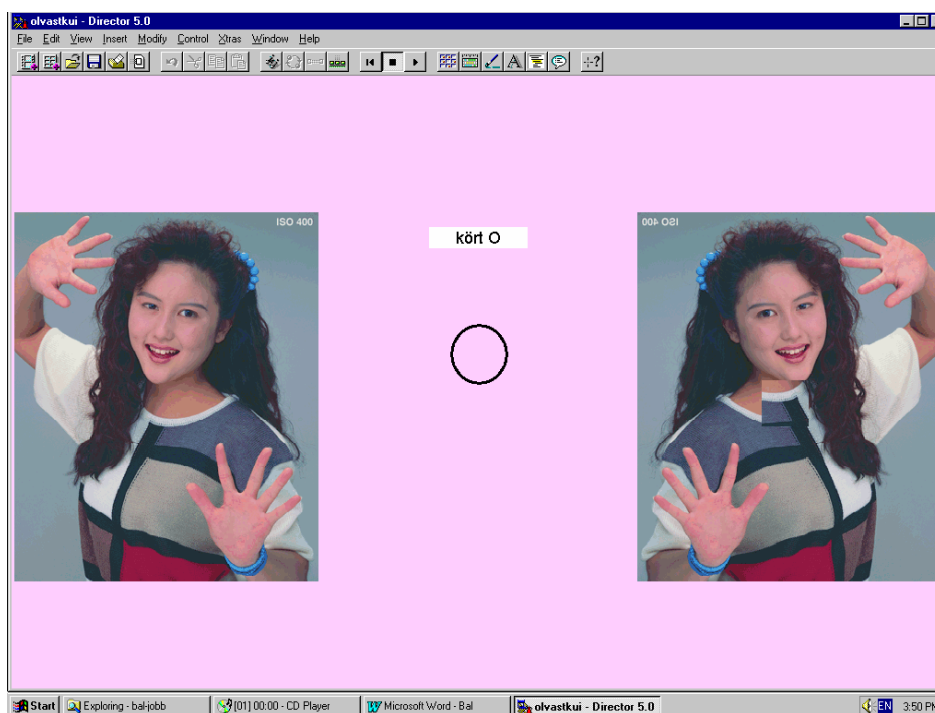 olvastkui - Director 5.0
File Edit View Insert Modify Control Xtras Window Help
ISO 400
kört O
ISO 400
Start Exploring - bal-jobb [01] 00:00 - CD Player Microsoft Word - Bal olvastkui - Director 5.0 EN 3:50 PM